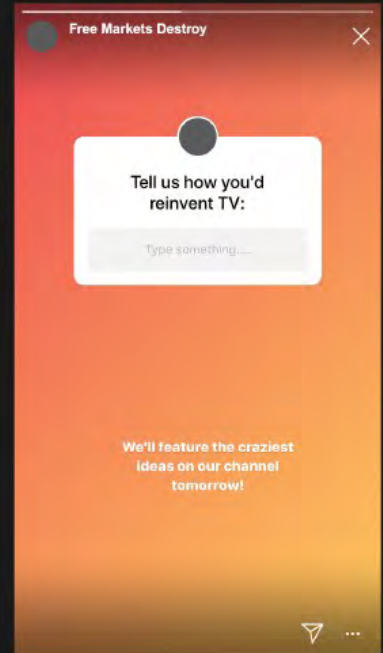 Free Markets Destroy
Tell us how you'd
reinvent TV:
Type something.....
We'll feature the craziest
ideas on our channel
tomorrow!